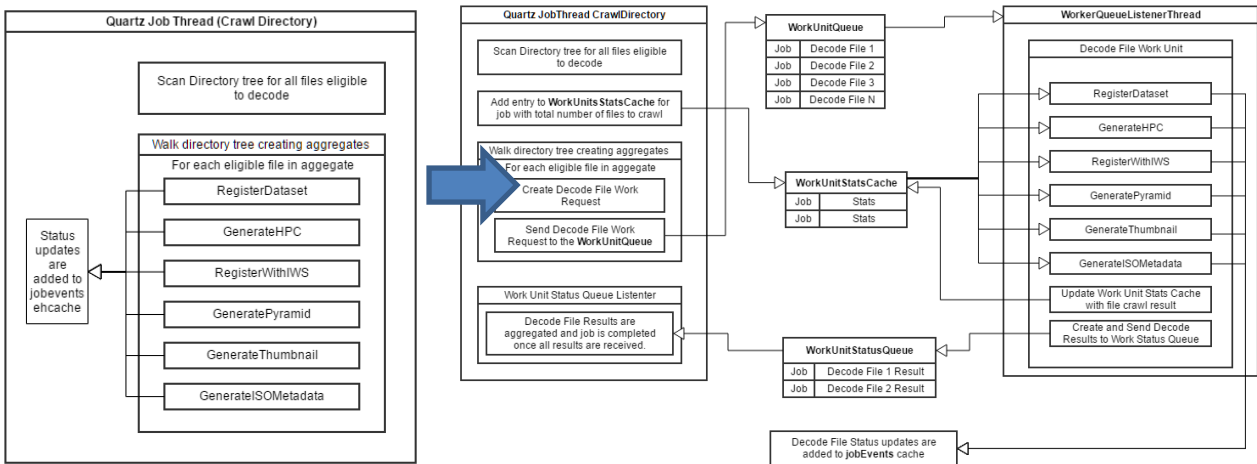 Quartz Job Thread (Crawl Directory)
Scan Directory tree for all files eligible
to decode
Walk directory tree creating aggregates
For each eligible file in aggegate
RegisterDataset
GenerateHPC
RegisterWithIWS
GeneratePyramid
GenerateThumbnail
GenerateISOMetadata
Status
updates
are
added to
jobevents
ehcache
Quartz JobThread CrawlDirectory
Scan Directory tree for all files eligible
to decode
Add entry to WorkUnitsStatsCache for
job with total number of files to crawl
Walk directory tree creating aggregates
For each eligible file in aggegate
Create Decode File Work
Request
Send Decode File Work
Request to the WorkUnitQueue
Work Unit Status Queue Listenter
Decode File Results are
aggregated and job is completed
once all results are received.
WorkUnitQueue
Job Decode File 1
Job Decode File 2
Job Decode File 3
Job Decode File N
WorkUnitStatsCache
Job Stats
Job Stats
WorkUnitStatusQueue
Job Decode File 1 Result
Job Decode File 2 Result
Decode File Status updates are
added to jobEvents cache
WorkerQueueListenerThread
Decode File Work Unit
RegisterDataset
GenerateHPC
RegisterWithIWS
GeneratePyramid
GenerateThumbnail
GenerateISOMetadata
Update Work Unit Stats Cache
with file crawl result
Create and Send Decode
Results to Work Status Queue